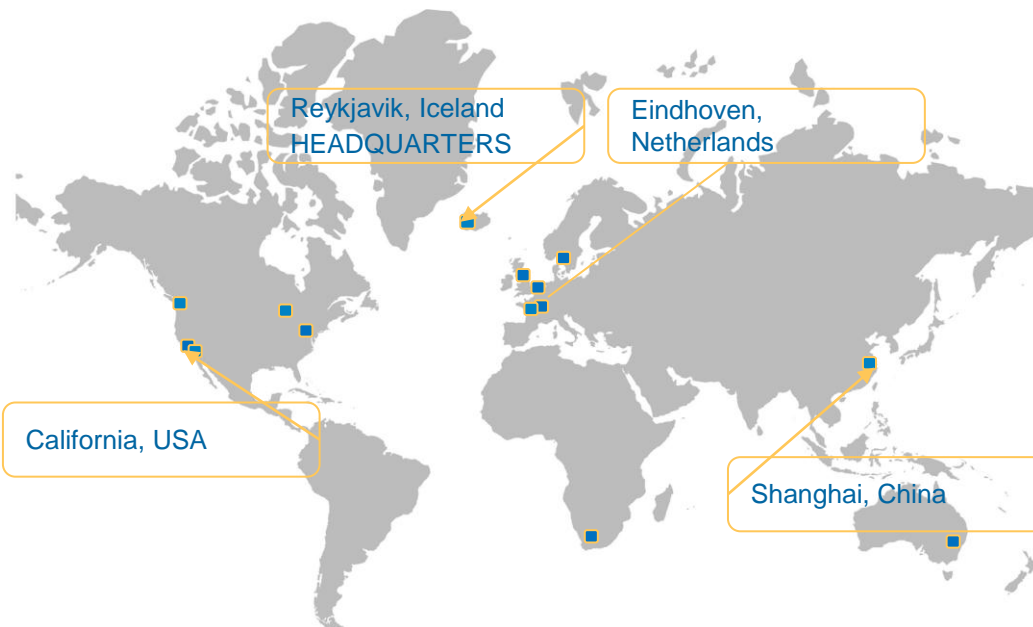 Reykjavik, Iceland
HEADQUARTERS
Eindhoven,
Netherlands
California, USA
Shanghai, China